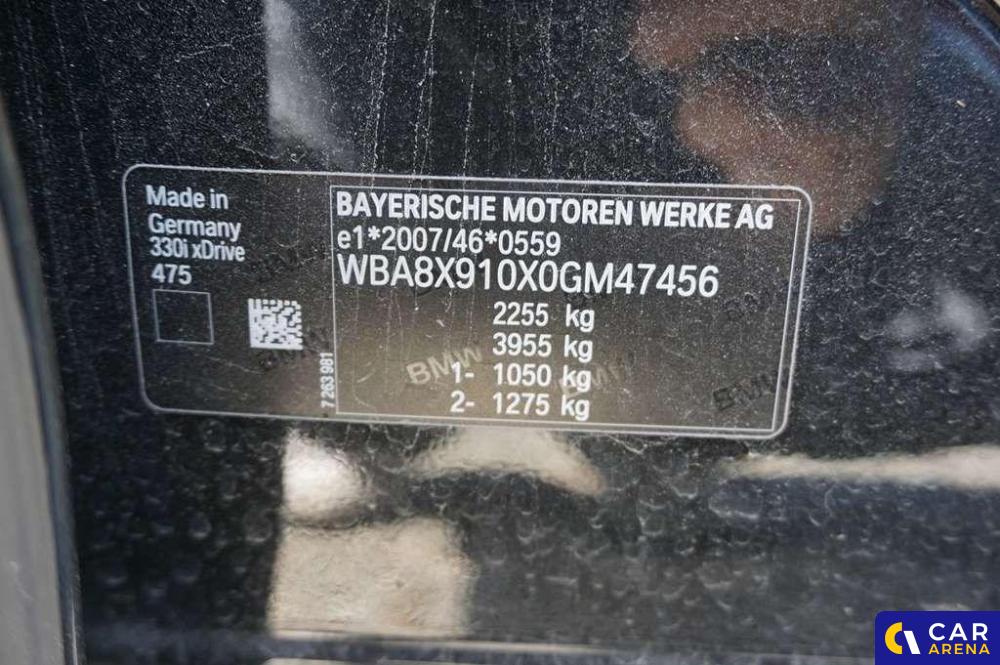 Made in
Germany
330i xDrive
475
7 263 981
BAYERISCHE MOTOREN WERKE AG
e1*2007/46*0559
WBA8X910X0GM47456
2255 kg
3955 kg
1- 1050 kg
2- 1275 kg
BMW
BMW
BMW
CAR
ARENA